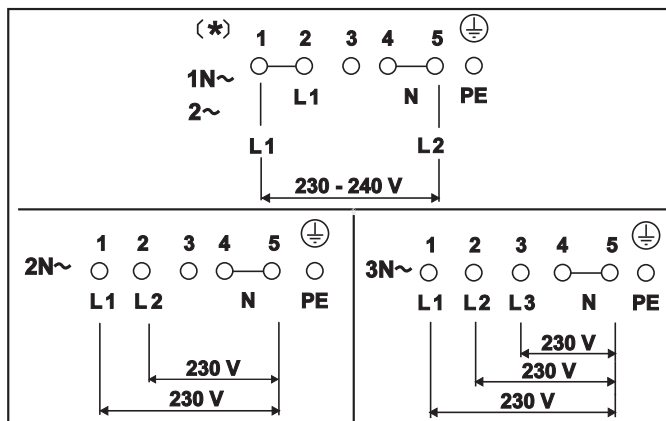 (*) 1 2 3 4 5
1N~ L1 N PE
2~
L1 L2
230 - 240 V
1 2 3 4 5
2N~
L1 L2 N PE
230 V
230 V
1 2 3 4 5
3N~
L1 L2 L3 N PE
230 V
230 V
230 V